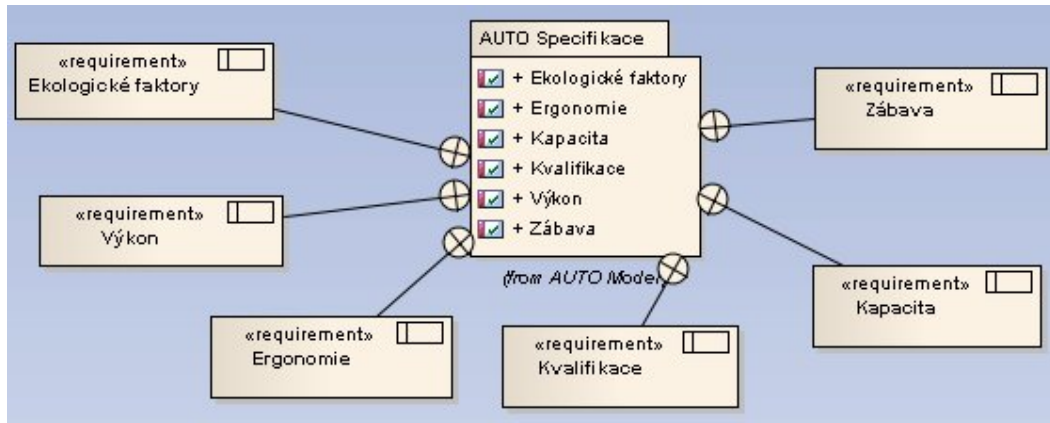 «requirement»
Ekologické faktory
«requirement»
Výkon
«requirement»
Ergonomie
AUTO Specifikace
+ Ekologické faktory
+ Ergonomie
+ Kapacita
+ Kvalifikace
+ Výkon
+ Zábava
(from AUTO Model)
«requirement»
Kvalifikace
«requirement»
Zábava
«requirement»
Kapacita